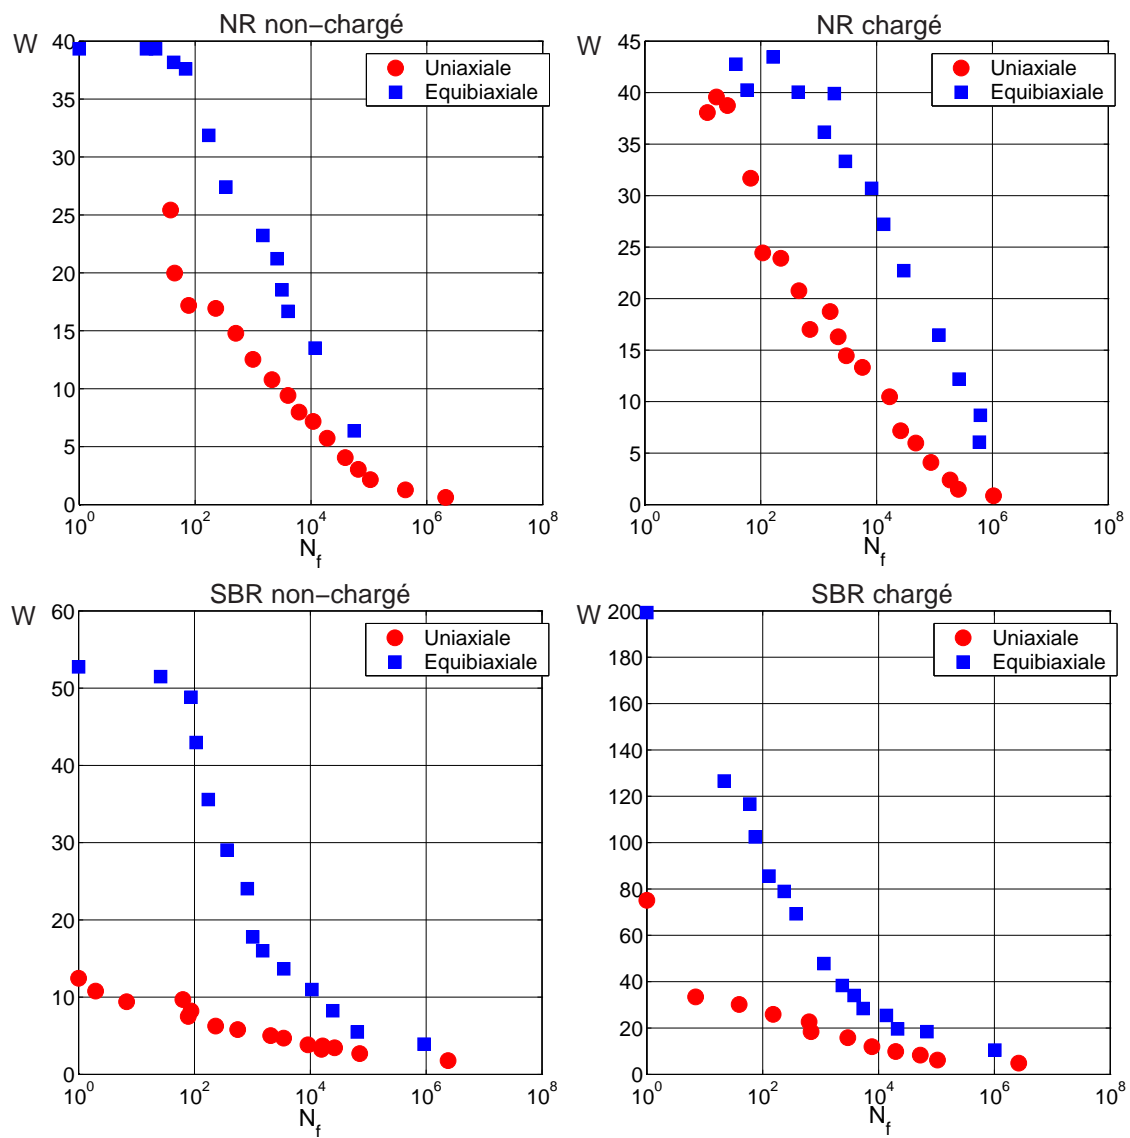 NR non−chargé
W
40
35
30
25
20
15
10
5
0
Uniaxiale
Equibiaxiale
10^0 10^2 10^4 10^6 10^8
N_f
NR chargé
W
45
40
35
30
25
20
15
10
5
0
Uniaxiale
Equibiaxiale
10^0 10^2 10^4 10^6 10^8
N_f
SBR non−chargé
W
60
50
40
30
20
10
0
Uniaxiale
Equibiaxiale
10^0 10^2 10^4 10^6 10^8
N_f
SBR chargé
W
200
180
160
140
120
100
80
60
40
20
0
Uniaxiale
Equibiaxiale
10^0 10^2 10^4 10^6 10^8
N_f